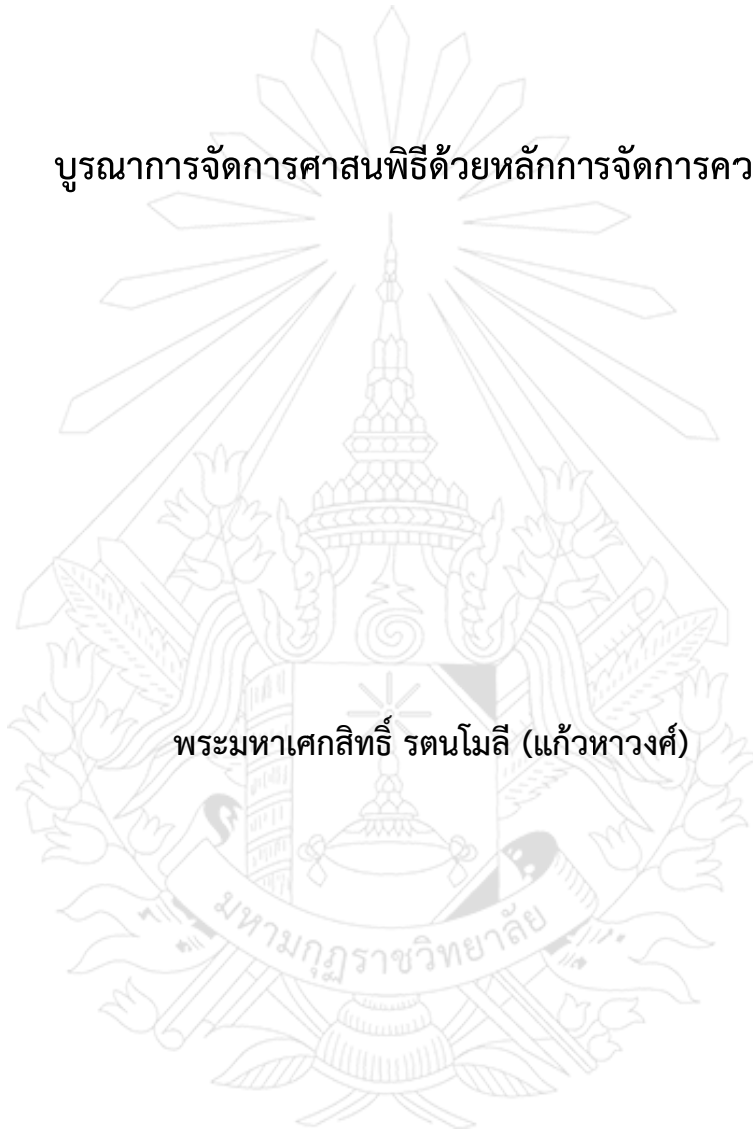 บูรณาการจัดการศาสนพิธีด้วยหลักการจัดการคว
พระมหาเศกสิทธิ์ รตนโมลี (แก้วหาวงศ์)
มหามกุฏราชวิทยาลัย